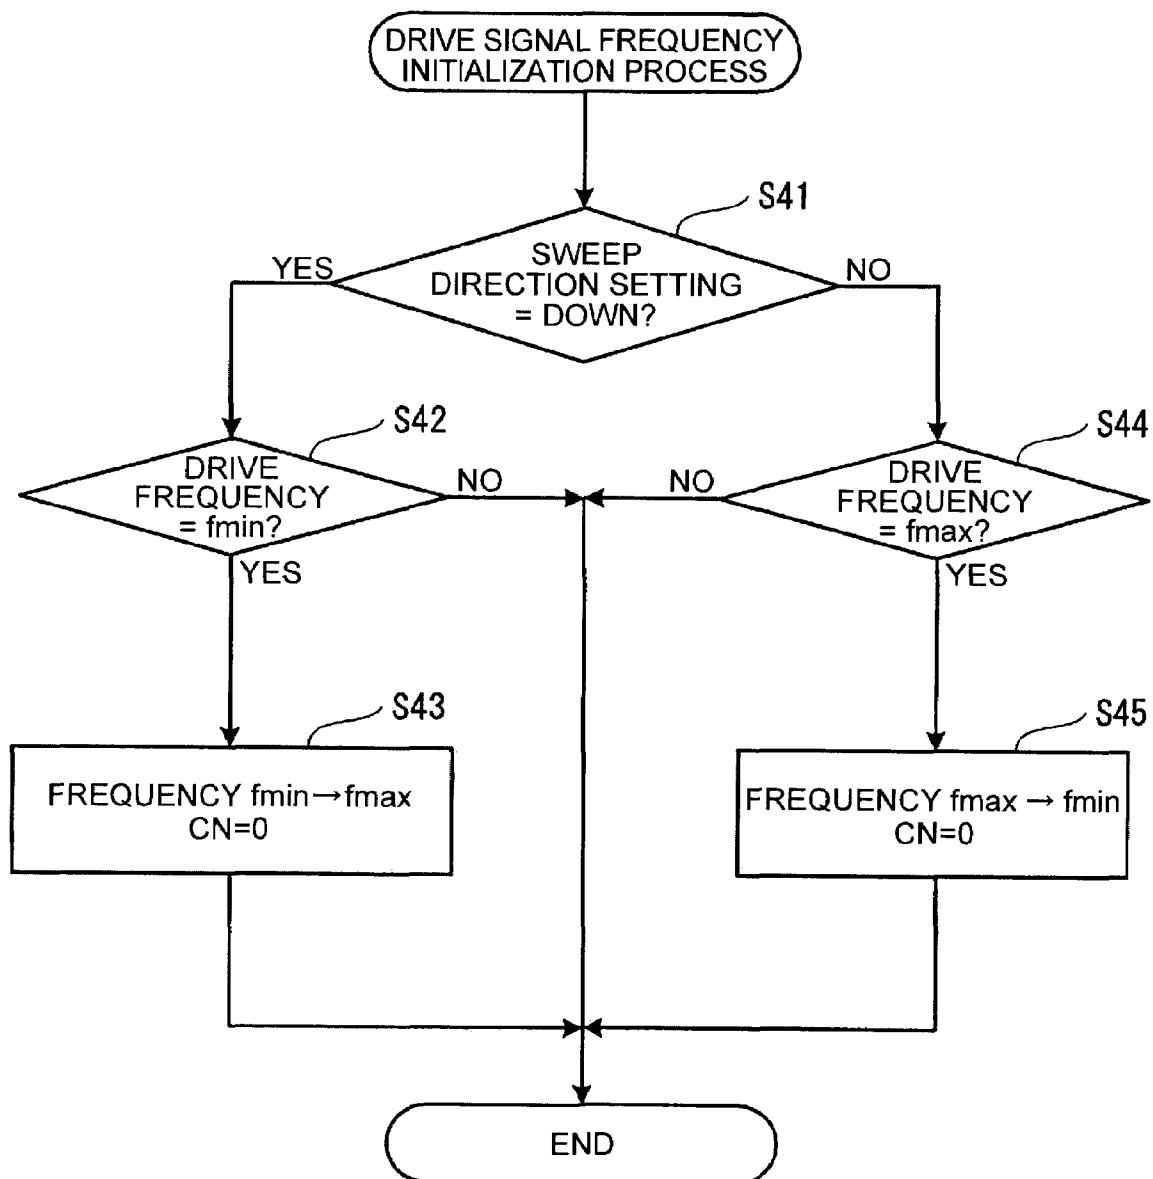 DRIVE SIGNAL FREQUENCY
INITIALIZATION PROCESS
S41
SWEEP
DIRECTION SETTING
= DOWN?
YES
NO
S42
DRIVE
FREQUENCY
= fmin?
NO
YES
S44
DRIVE
FREQUENCY
= fmax?
NO
YES
S43
FREQUENCY fmin→fmax
CN=0
S45
FREQUENCY fmax → fmin
CN=0
END